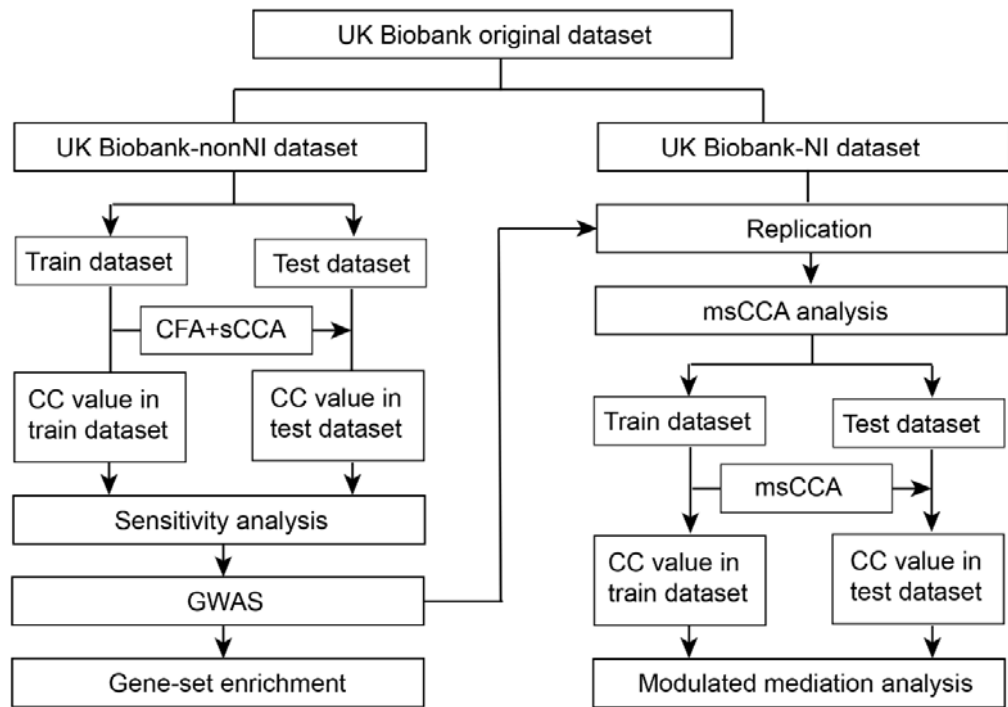 UK Biobank original dataset
UK Biobank-nonNI dataset
Train dataset
Test dataset
CFA+sCCA
CC value in
train dataset
CC value in
test dataset
Sensitivity analysis
GWAS
Gene-set enrichment
UK Biobank-NI dataset
Replication
msCCA analysis
Train dataset
Test dataset
msCCA
CC value in
train dataset
CC value in
test dataset
Modulated mediation analysis